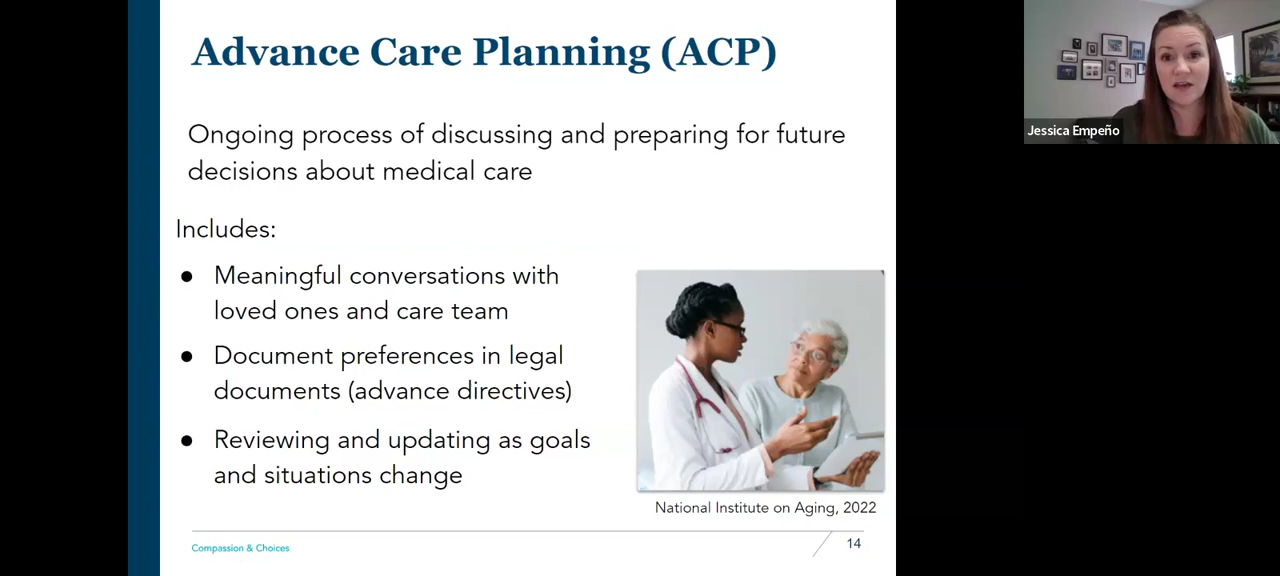 Advance Care Planning (ACP)
Ongoing process of discussing and preparing for future
decisions about medical care
Includes:
● Meaningful conversations with
loved ones and care team
● Document preferences in legal
documents (advance directives)
● Reviewing and updating as goals
and situations change
National Institute on Aging, 2022
Compassion & Choices
14
Jessica Empeño